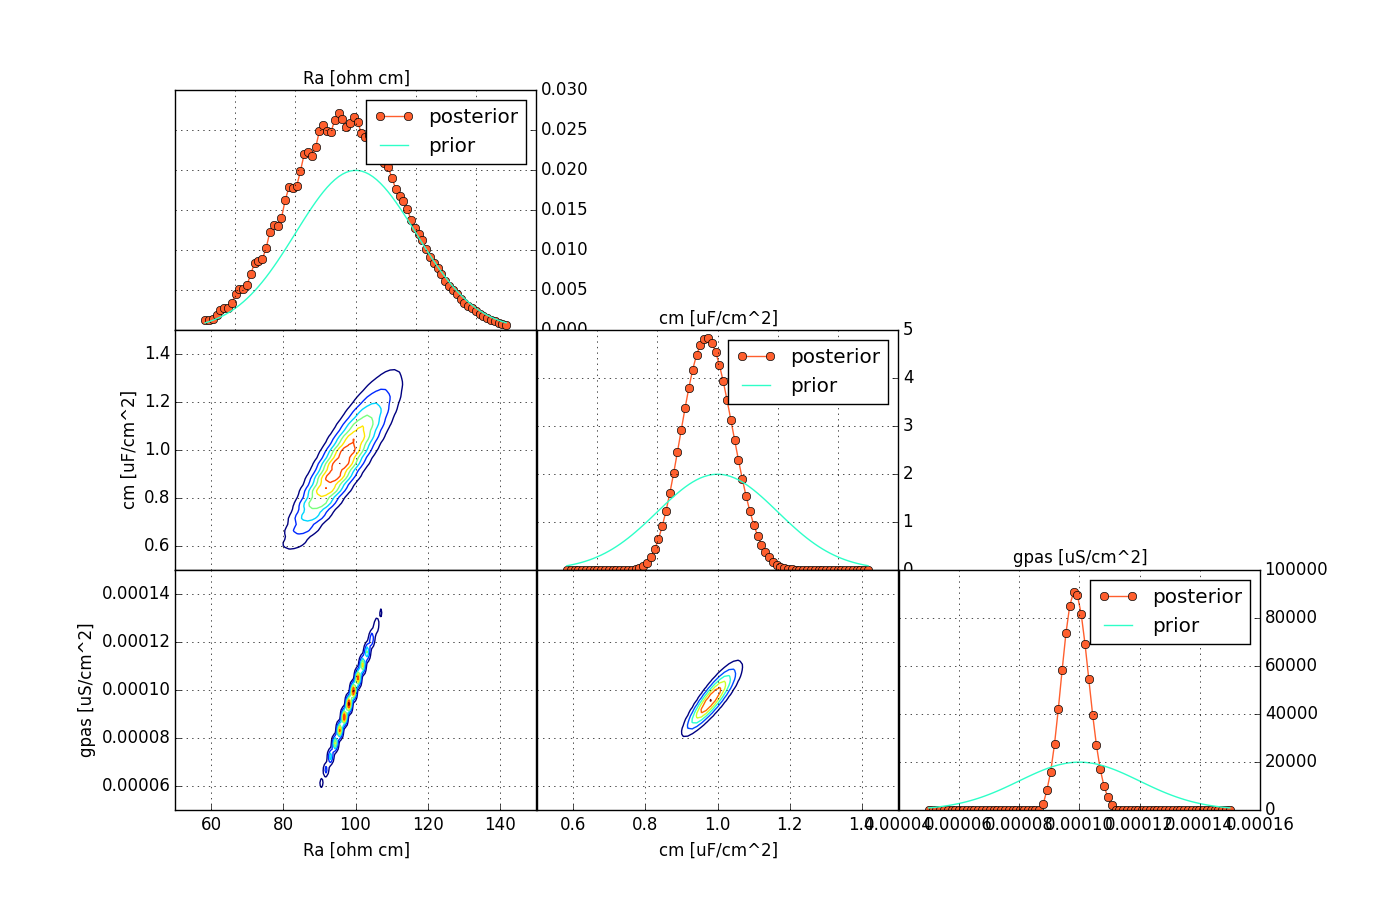 Ra [ohm cm]
posterior
prior
0.030
0.025
0.020
0.015
0.010
0.005
0.000
cm [uF/cm^2]
posterior
prior
5
4
3
2
1
0
cm [uF/cm^2]
1.4
1.2
1.0
0.8
0.6
gpas [uS/cm^2]
posterior
prior
100000
80000
60000
40000
20000
0
gpas [uS/cm^2]
0.00014
0.00012
0.00010
0.00008
0.00006
60 80 100 120 140 0.6 0.8 1.0 1.2 1.4 0.00004 0.00006 0.00008 0.00010 0.00012 0.00014 0.00016
Ra [ohm cm] cm [uF/cm^2]